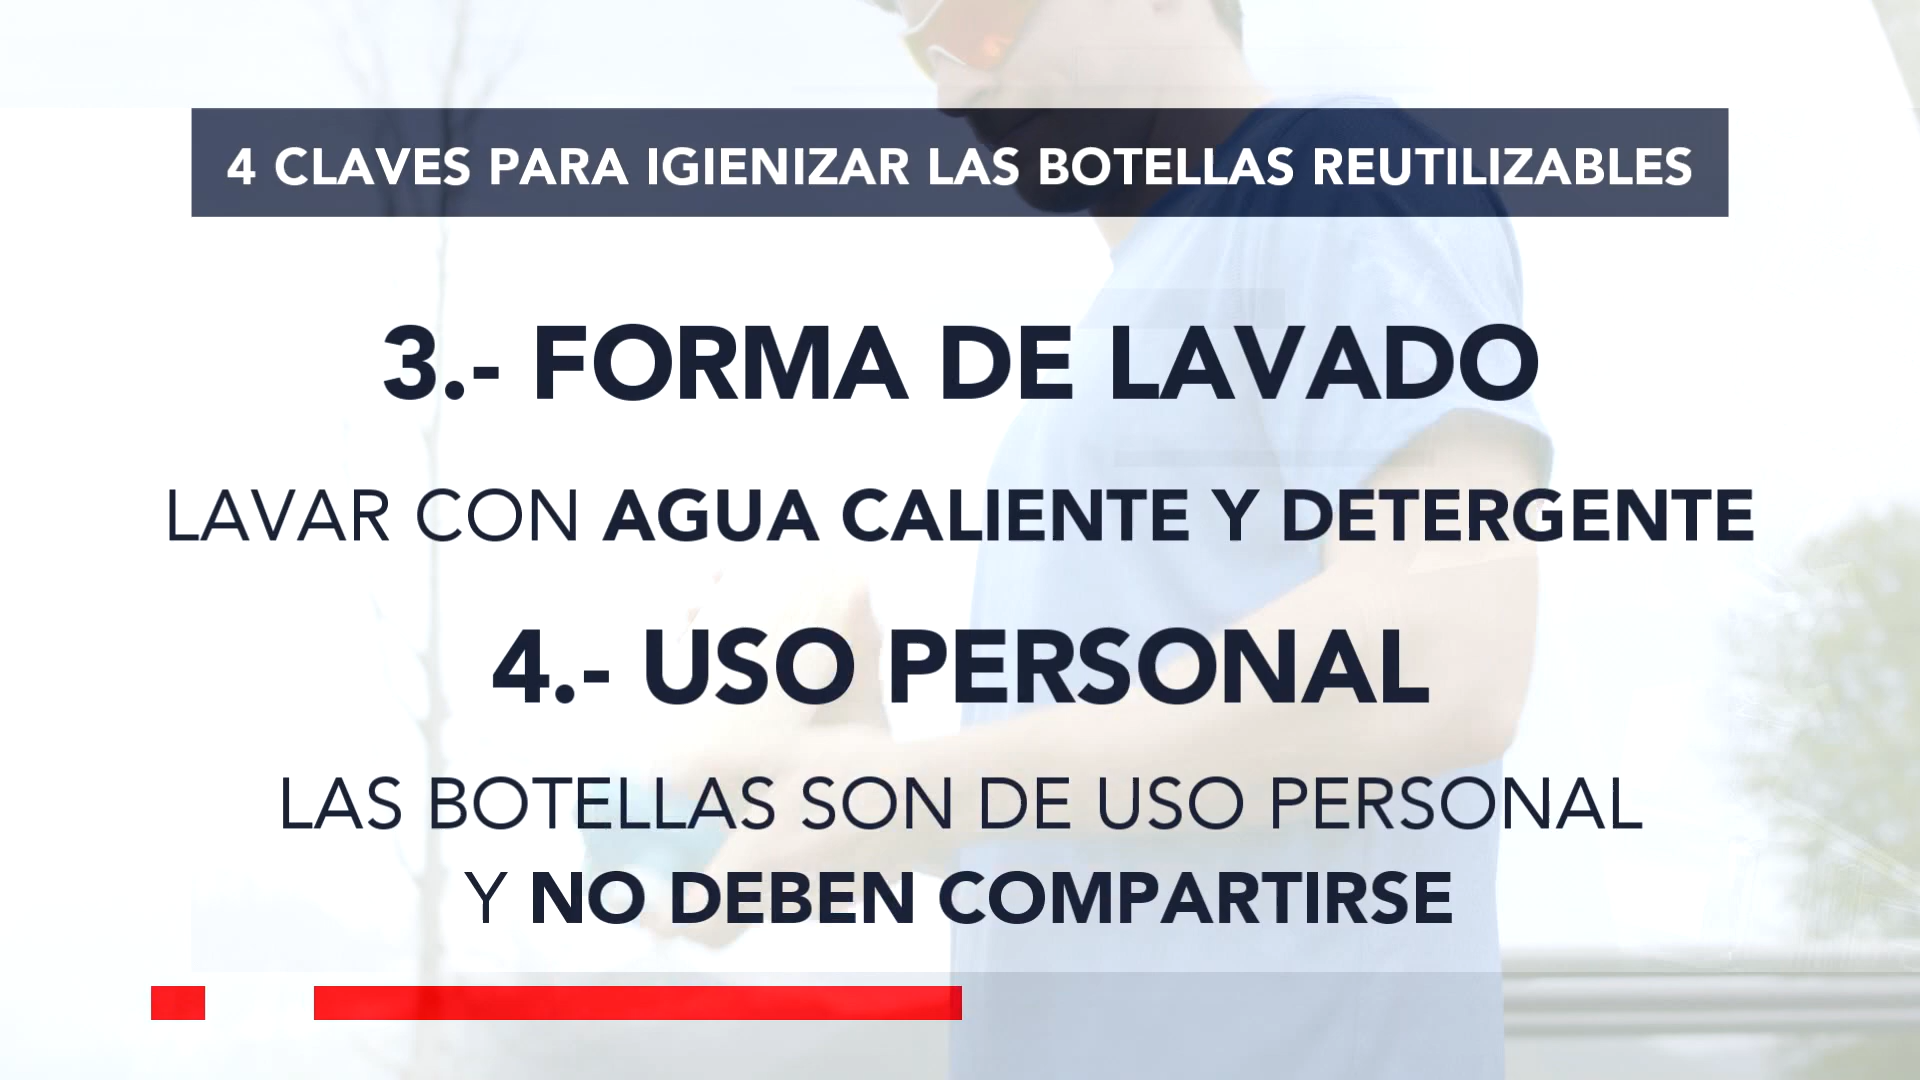 4 CLAVES PARA IGIENIZAR LAS BOTELLAS REUTILIZABLES
3.- FORMA DE LAVADO
LAVAR CON AGUA CALIENTE Y DETERGENTE
4.- USO PERSONAL
LAS BOTELLAS SON DE USO PERSONAL
Y NO DEBEN COMPARTIRSE